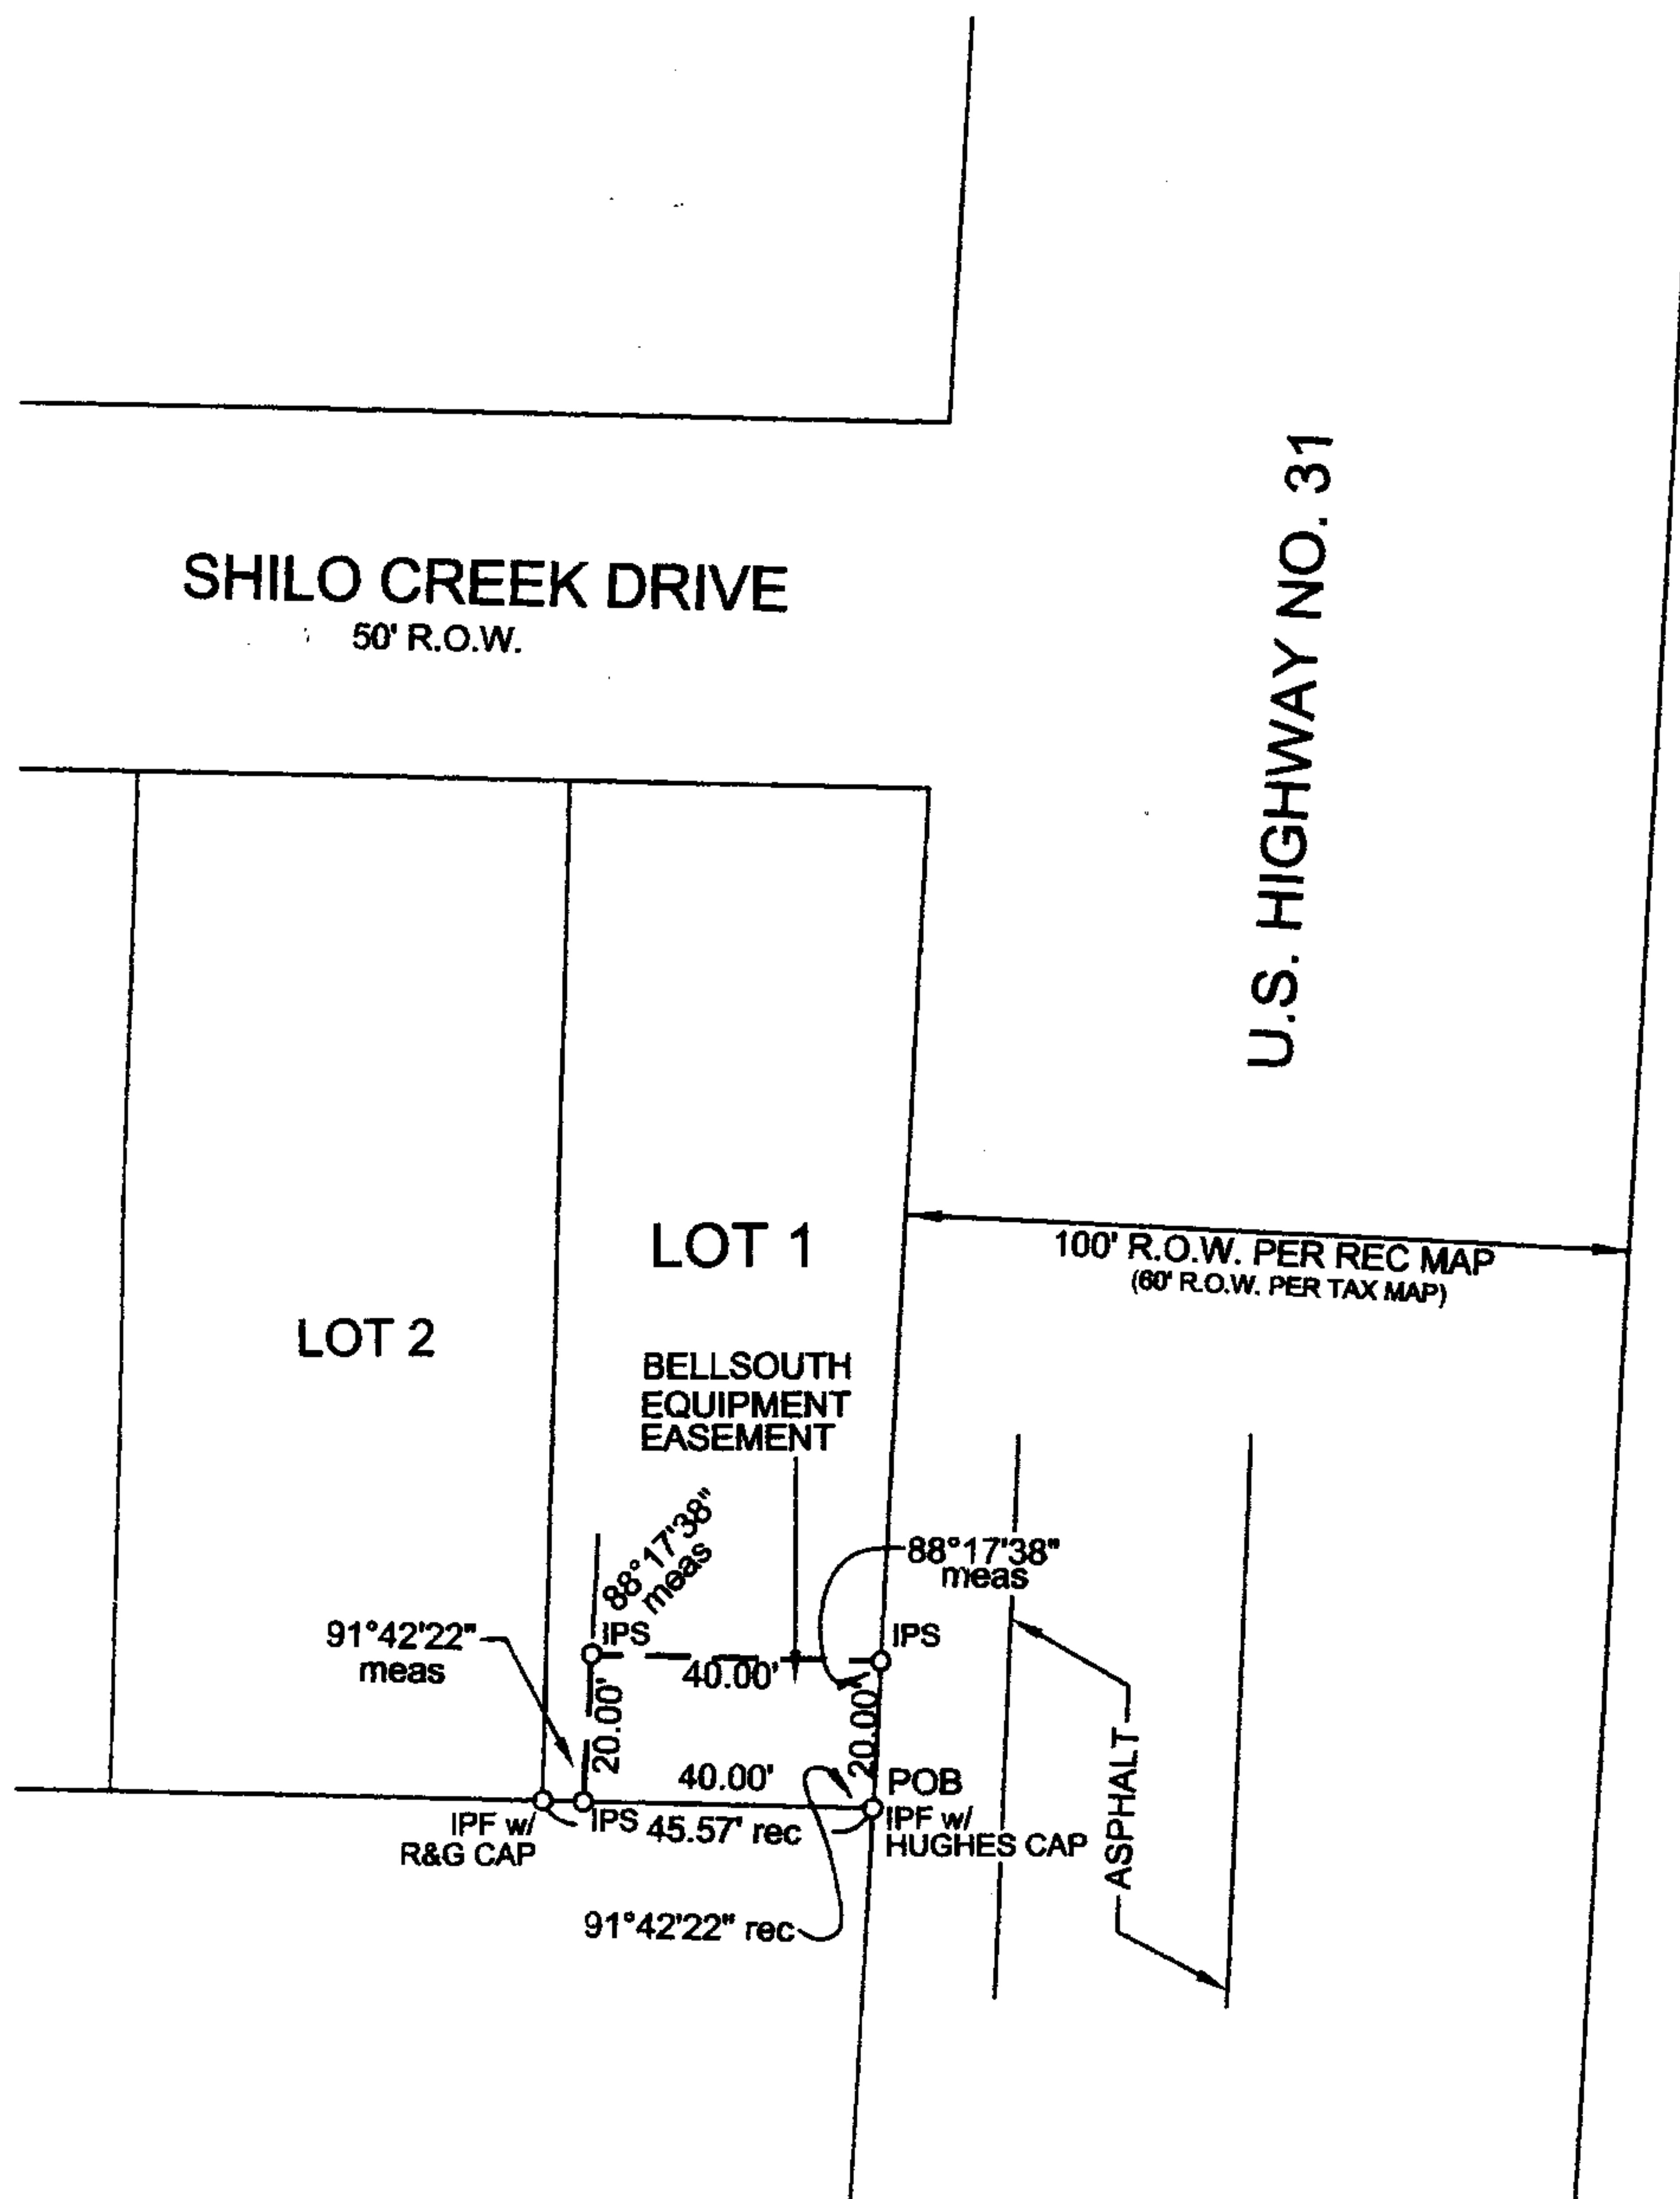 SHILO CREEK DRIVE
50' R.O.W.
U.S. HIGHWAY NO. 31
LOT 1
100' R.O.W. PER REC MAP
(60' R.O.W. PER TAX MAP)
LOT 2
BELLSOUTH
EQUIPMENT
EASEMENT
88°17'38"
meas
88°17'38"
meas
91°42'22"
meas
IPS
IPS
40.00'
20.00'
20.00'
40.00'
POB
IPF w/
R&G CAP
IPS
45.57' rec
IPF w/
HUGHES CAP
ASPHALT
91°42'22" rec